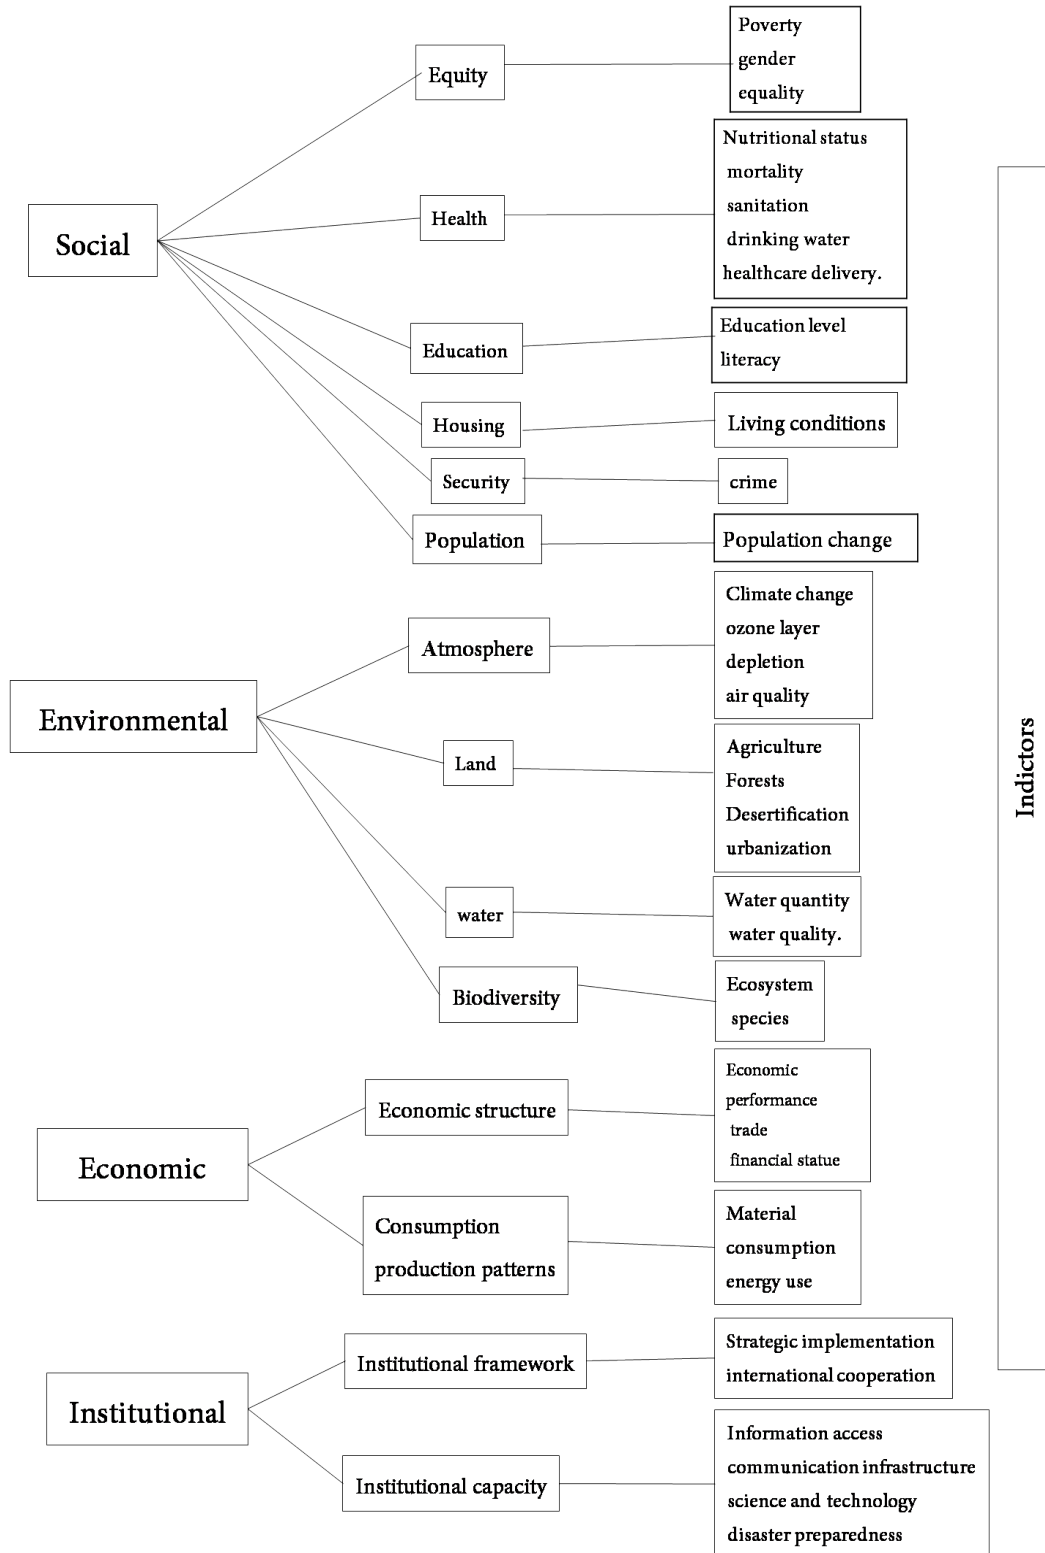 Social
Equity
Poverty
gender
equality
Health
Nutritional status
mortality
sanitation
drinking water
healthcare delivery.
Education
Education level
literacy
Housing
Living conditions
Security
crime
Population
Population change
Environmental
Atmosphere
Climate change
ozone layer
depletion
air quality
Land
Agriculture
Forests
Desertification
urbanization
water
Water quantity
water quality.
Biodiversity
Ecosystem
species
Economic
Economic structure
Economic
performance
trade
financial statue
Consumption
production patterns
Material
consumption
energy use
Institutional
Institutional framework
Strategic implementation
international cooperation
Institutional capacity
Information access
communication infrastructure
science and technology
disaster preparedness
Indictors